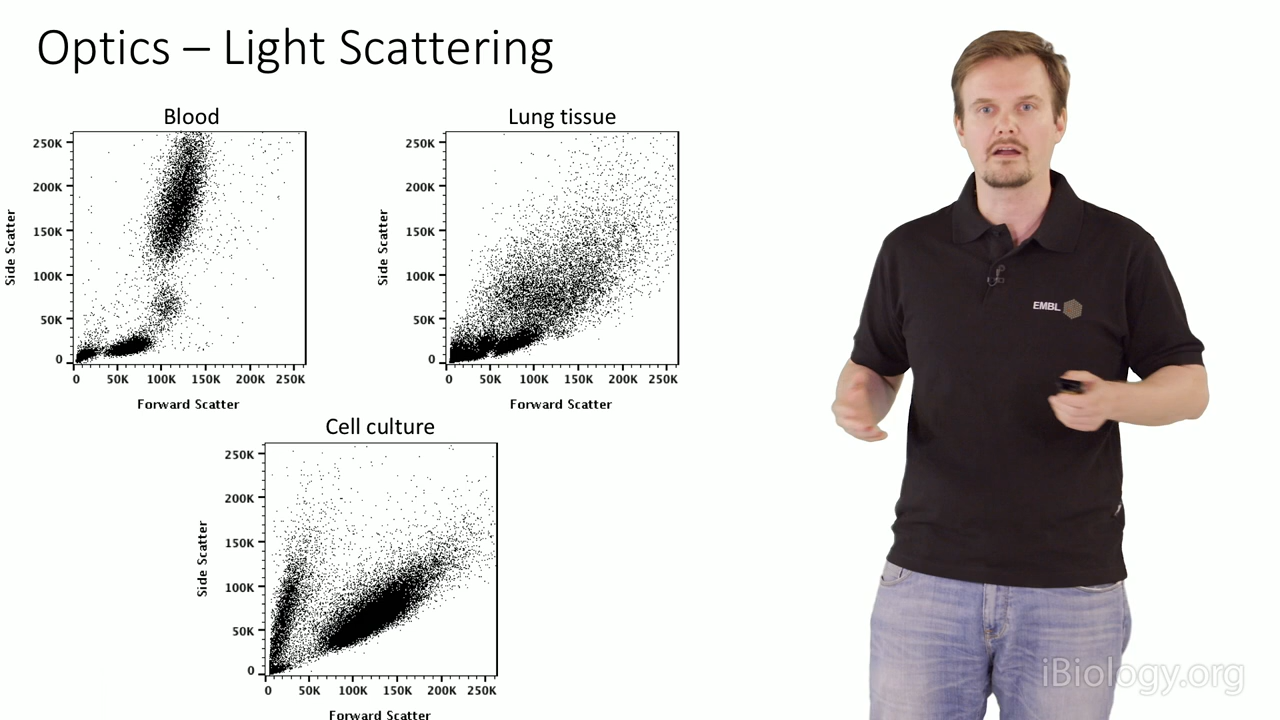 Optics – Light Scattering
Blood
250K
200K
150K
100K
50K
0
Side Scatter
0 50K 100K 150K 200K 250K
Forward Scatter
Lung tissue
250K
200K
150K
100K
50K
0
Side Scatter
0 50K 100K 150K 200K 250K
Forward Scatter
Cell culture
250K
200K
150K
100K
50K
0
Side Scatter
0 50K 100K 150K 200K 250K
Forward Scatter
EMBL
iBiology.org